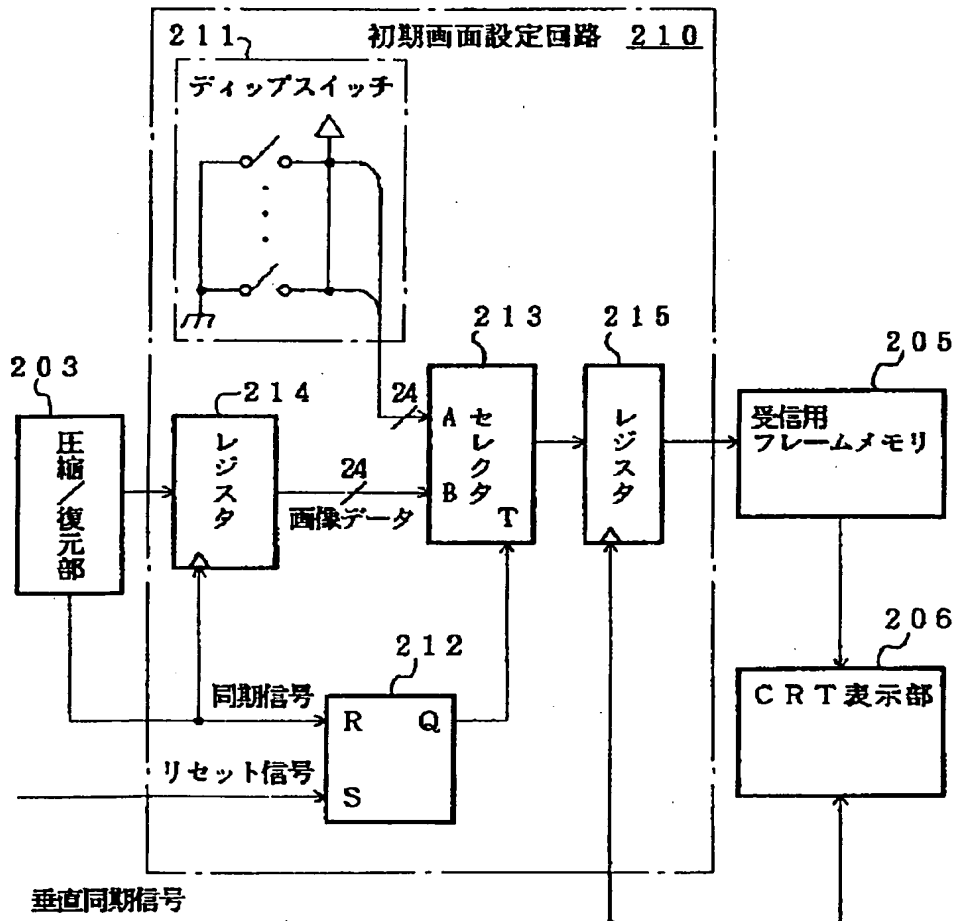 初期画面設定回路 210
211
ディップスイッチ
203
圧縮/復元部
214
レジスタ
24
24
画像データ
213
A
B
セレクタ
T
215
レジスタ
205
受信用
フレームメモリ
206
CRT表示部
212
同期信号
R Q
リセット信号
S
垂直同期信号